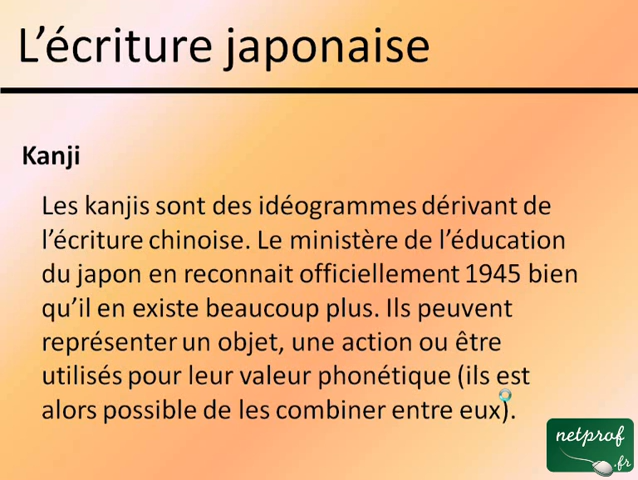 L'écriture japonaise
Kanji
Les kanjis sont des idéogrammes dérivant de
l'écriture chinoise. Le ministère de l'éducation
du japon en reconnait officiellement 1945 bien
qu'il en existe beaucoup plus. Ils peuvent
représenter un objet, une action ou être
utilisés pour leur valeur phonétique (ils est
alors possible de les combiner entre eux).
netprof
.fr